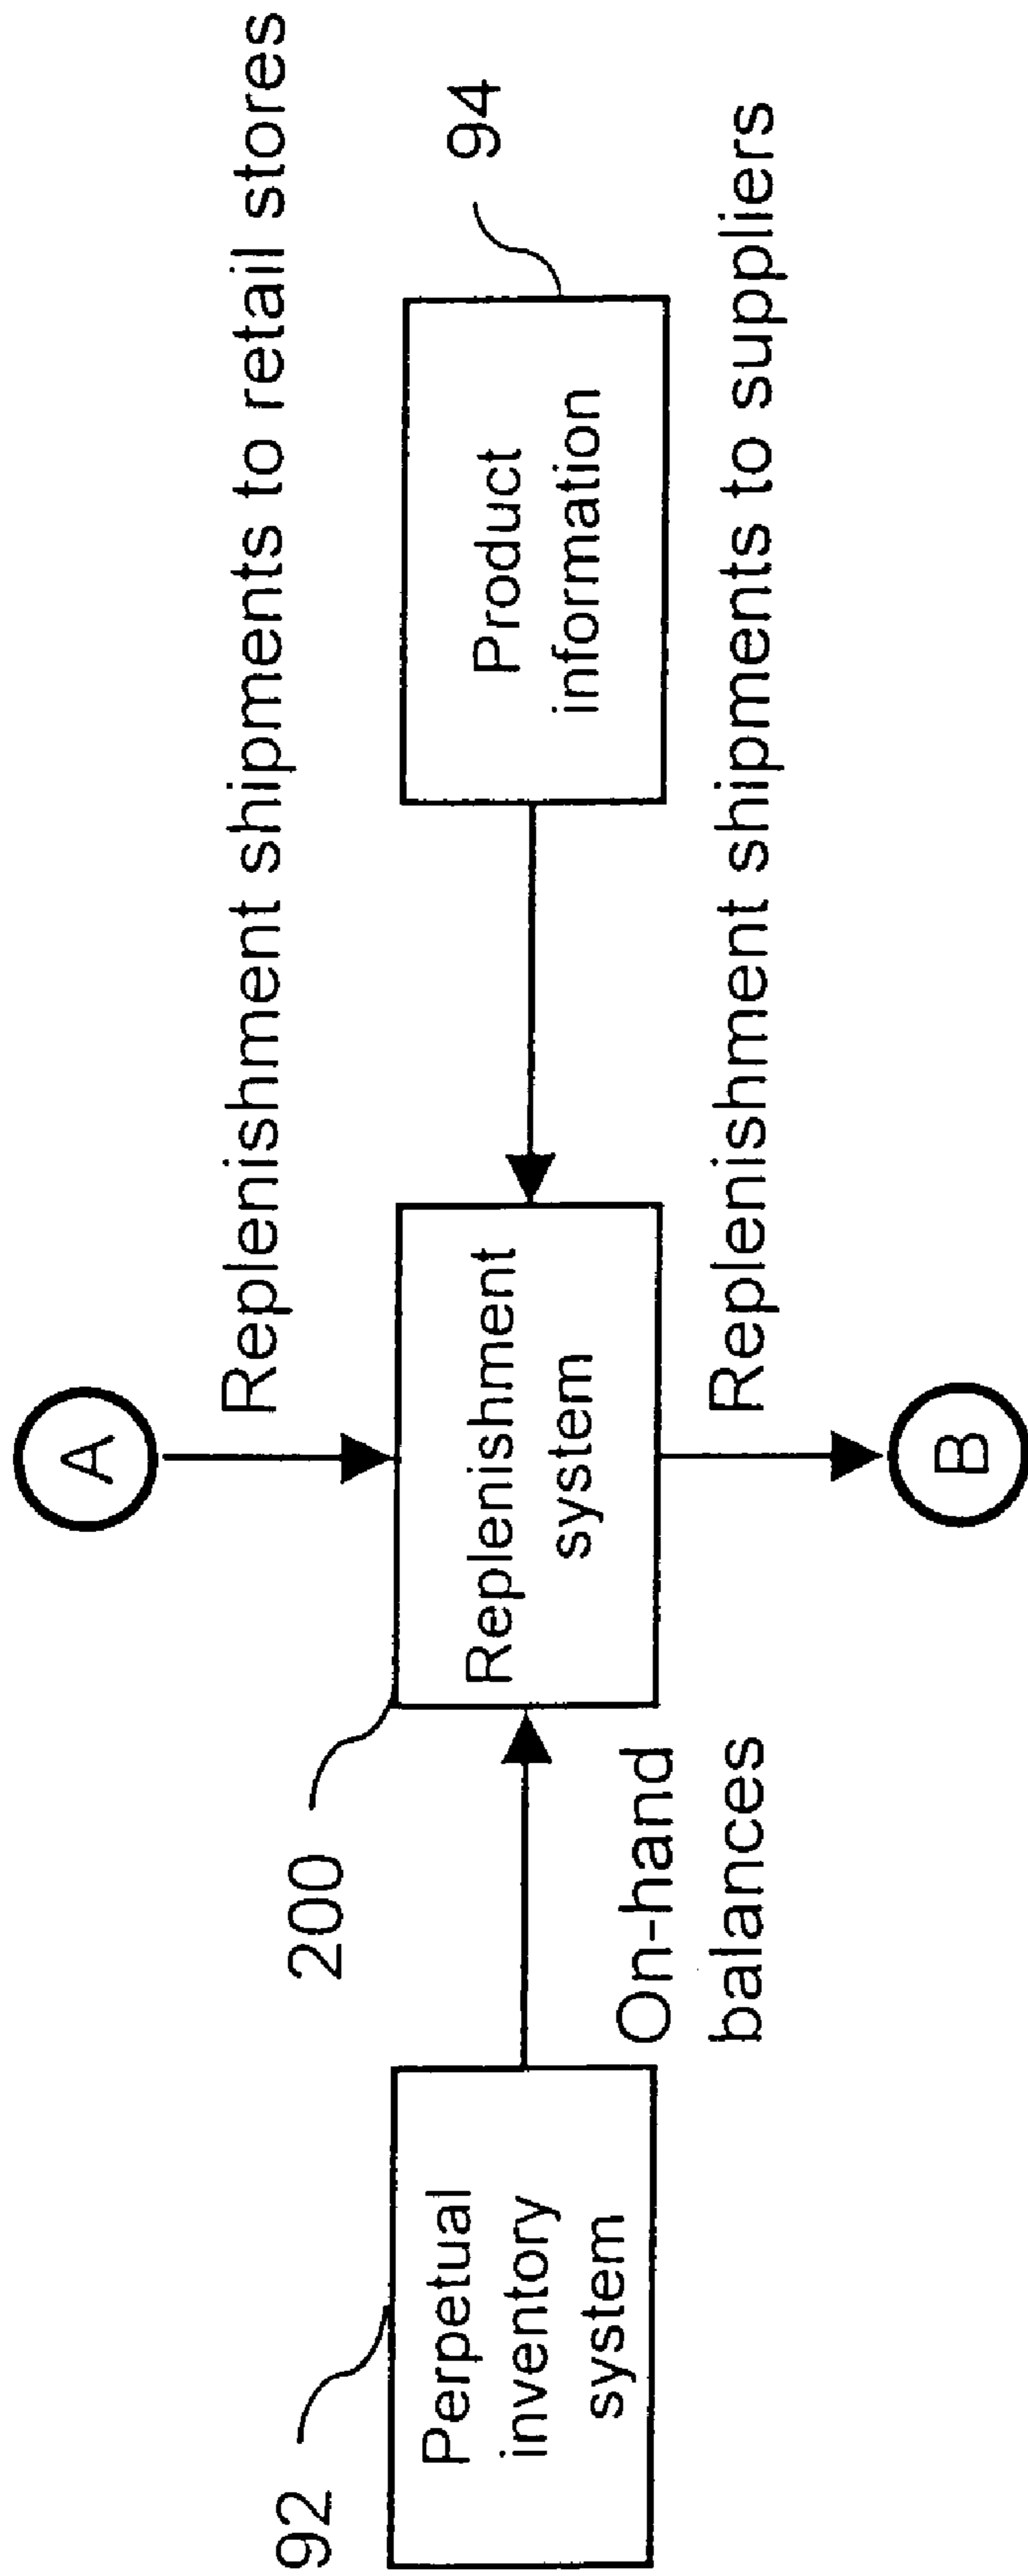 A
Replenishment shipments to retail stores
92
200
94
Perpetual
inventory
system
Replenishment
system
Product
information
On-hand
balances
Replenishment shipments to suppliers
B